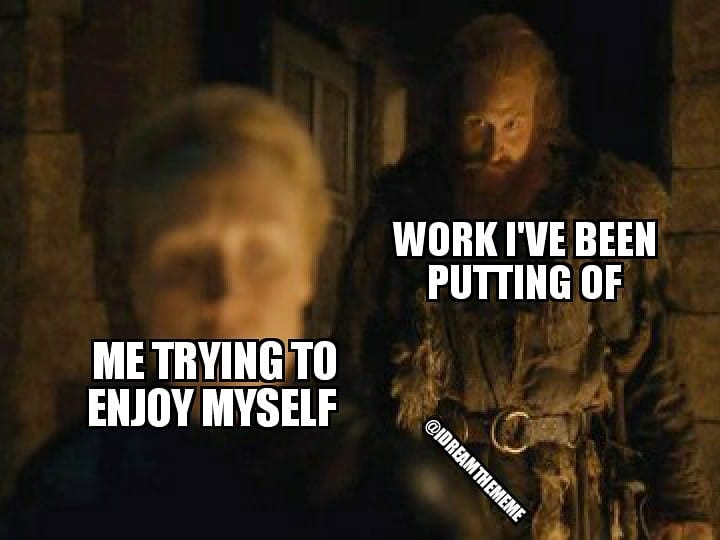 WORK I'VE BEEN
PUTTING OF
ME TRYING TO
ENJOY MYSELF
@IDREAMTHEMEME